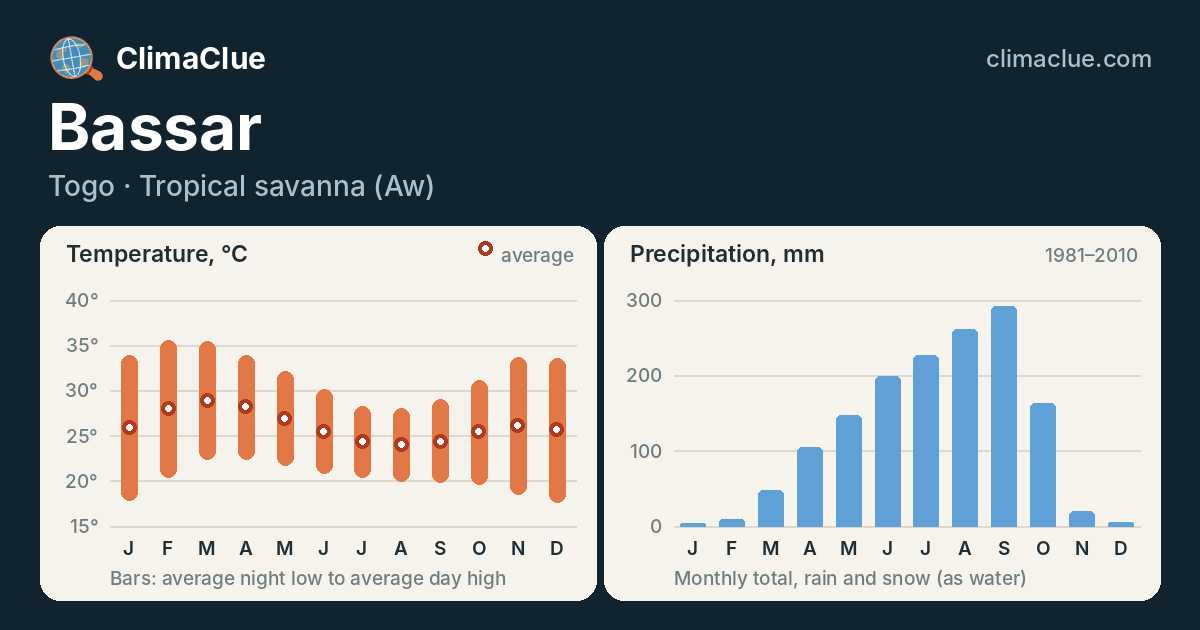 ClimaClue
climaclue.com
Bassar
Togo · Tropical savanna (Aw)
Temperature, °C
average
40°
35°
30°
25°
20°
15°
J F M A M J J A S O N D
Bars: average night low to average day high
Precipitation, mm
1981–2010
300
200
100
0
J F M A M J J A S O N D
Monthly total, rain and snow (as water)